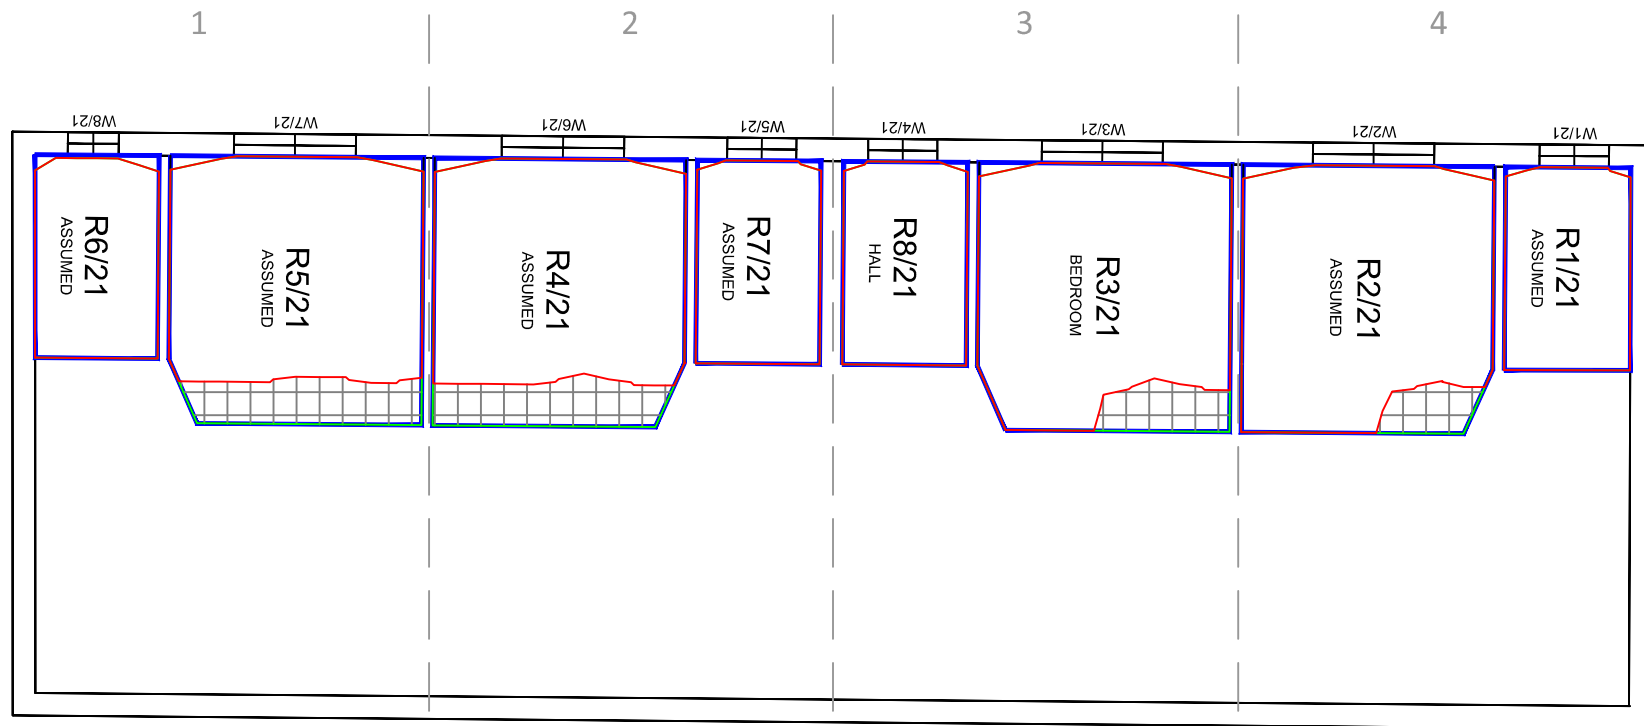 1
2
3
4
W8/21
W7/21
W6/21
W5/21
W4/21
W3/21
W2/21
W1/21
R6/21
ASSUMED
R5/21
ASSUMED
R4/21
ASSUMED
R7/21
ASSUMED
R8/21
HALL
R3/21
BEDROOM
R2/21
ASSUMED
R1/21
ASSUMED